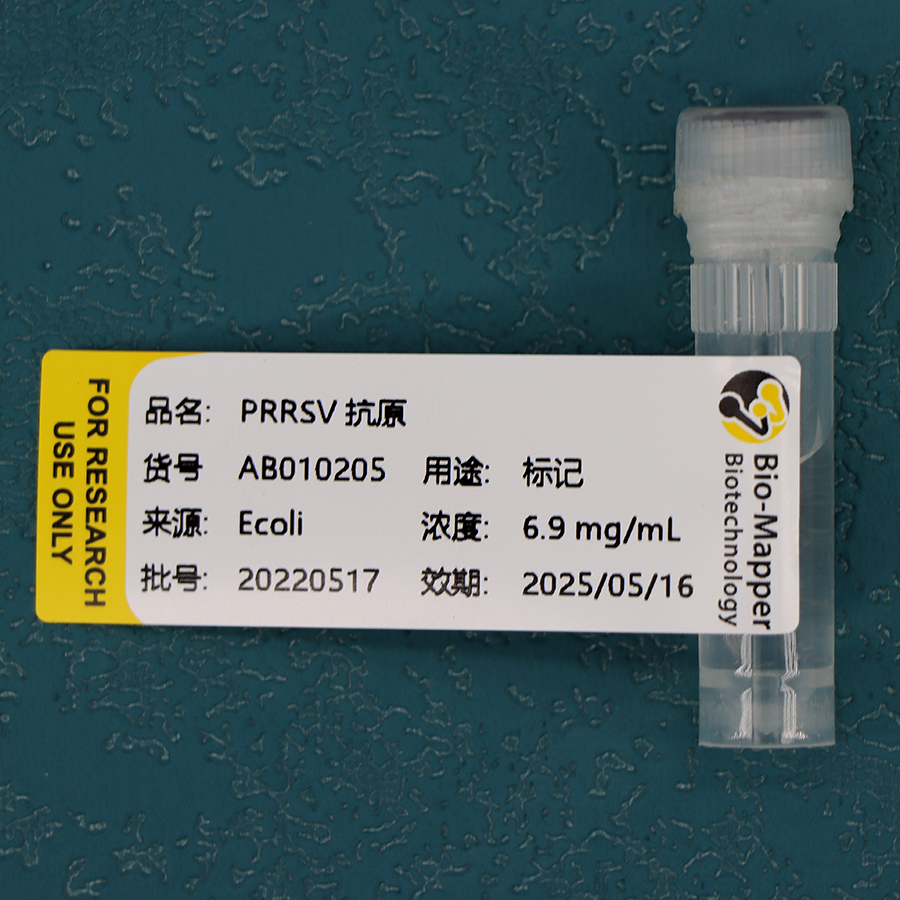 FOR RESEARCH
USE ONLY
品名: PRRSV 抗原
货号 AB010205 用途: 标记
来源: Ecoli 浓度: 6.9 mg/mL
批号: 20220517 效期: 2025/05/16
Bio-Mapper
Biotechnology